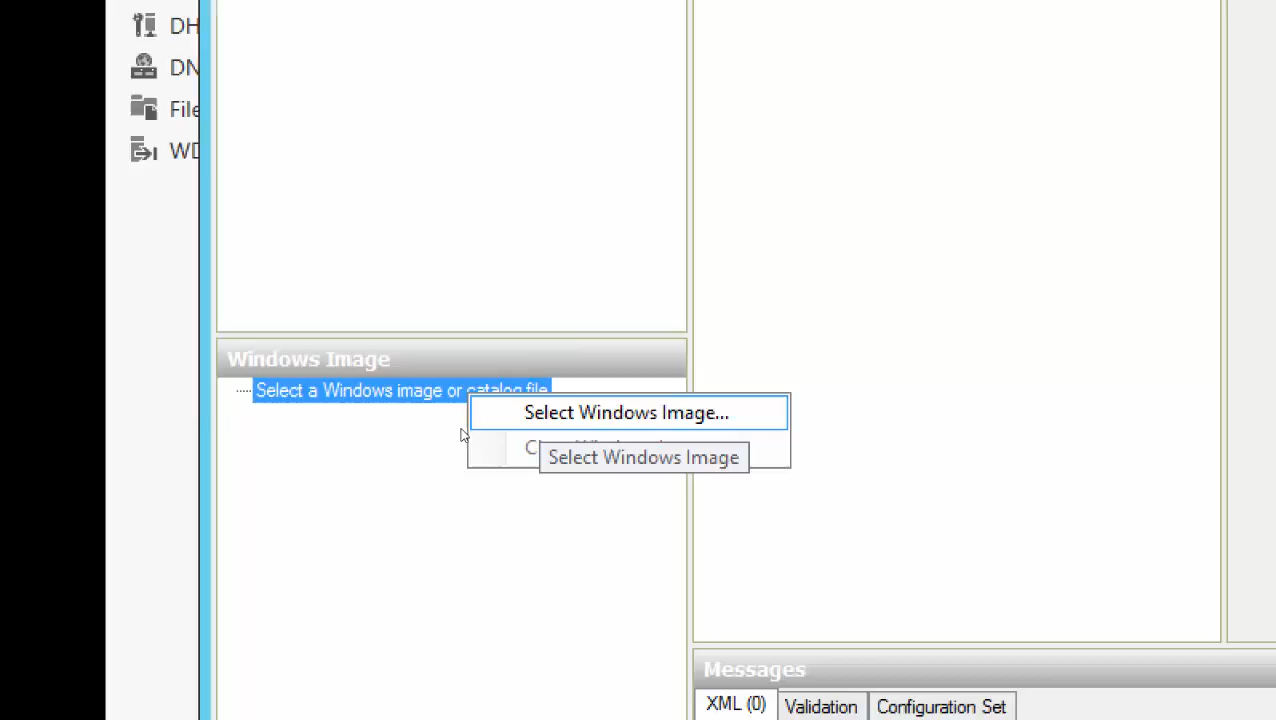 DH
DN
File
WD
Windows Image
Select a Windows image or catalog file
Select Windows Image...
Select Windows Image
Messages
XML (0)
Validation
Configuration Set